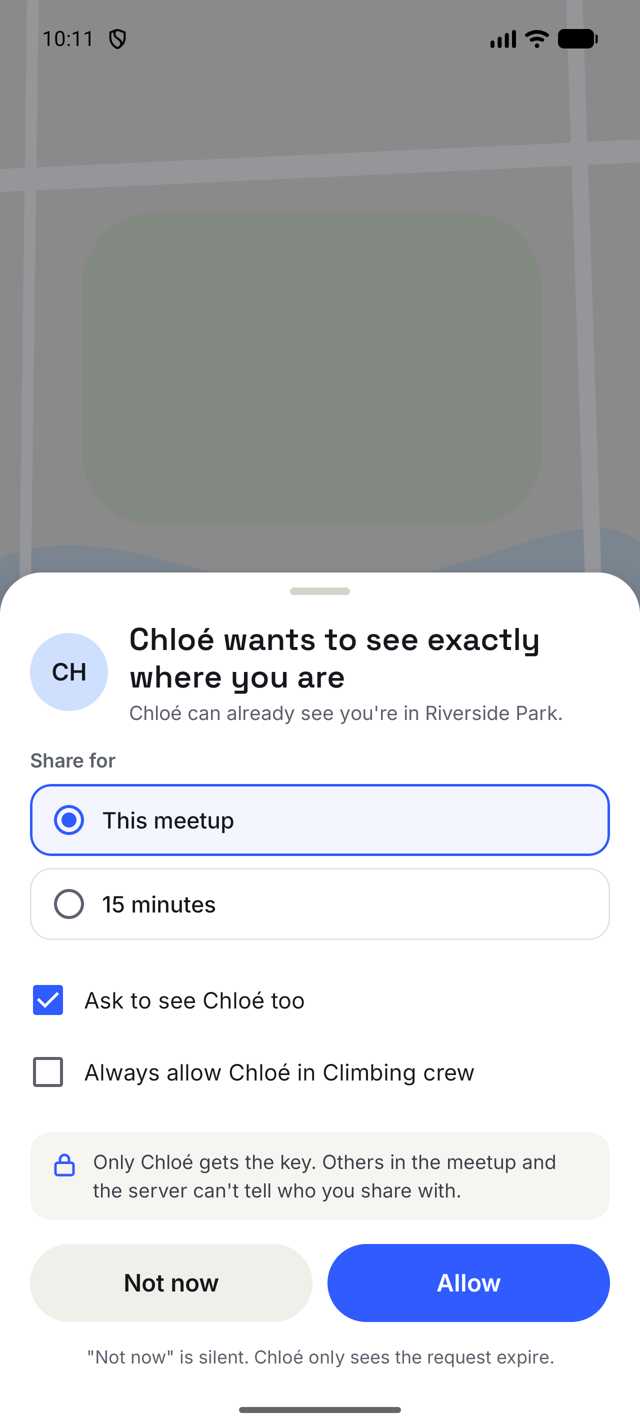 10:11
Chloé wants to see exactly
where you are
CH
Chloé can already see you're in Riverside Park.
Share for
This meetup
15 minutes
Ask to see Chloé too
Always allow Chloé in Climbing crew
Only Chloé gets the key. Others in the meetup and
the server can't tell who you share with.
Not now
Allow
"Not now" is silent. Chloé only sees the request expire.